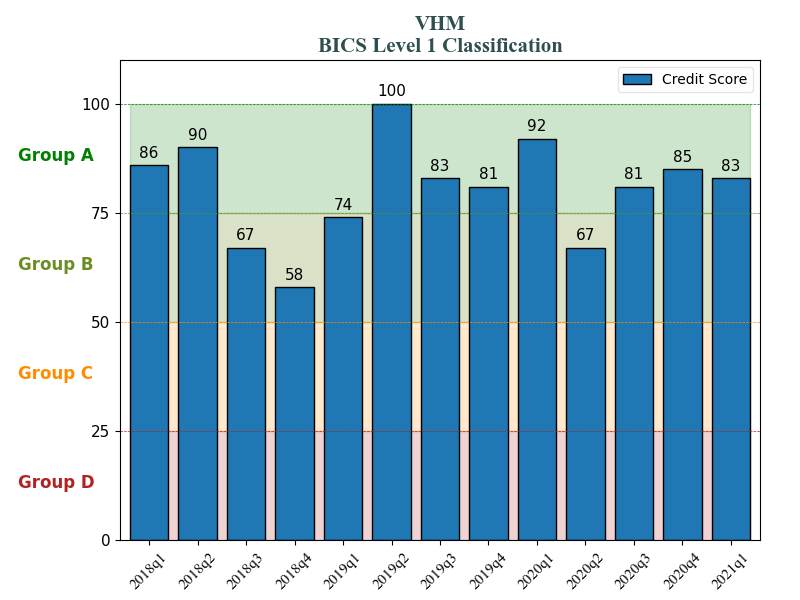 VHM
BICS Level 1 Classification
Credit Score
100
75
50
25
0
Group A
Group B
Group C
Group D
86
90
67
58
74
100
83
81
92
67
81
85
83
2018q1
2018q2
2018q3
2018q4
2019q1
2019q2
2019q3
2019q4
2020q1
2020q2
2020q3
2020q4
2021q1